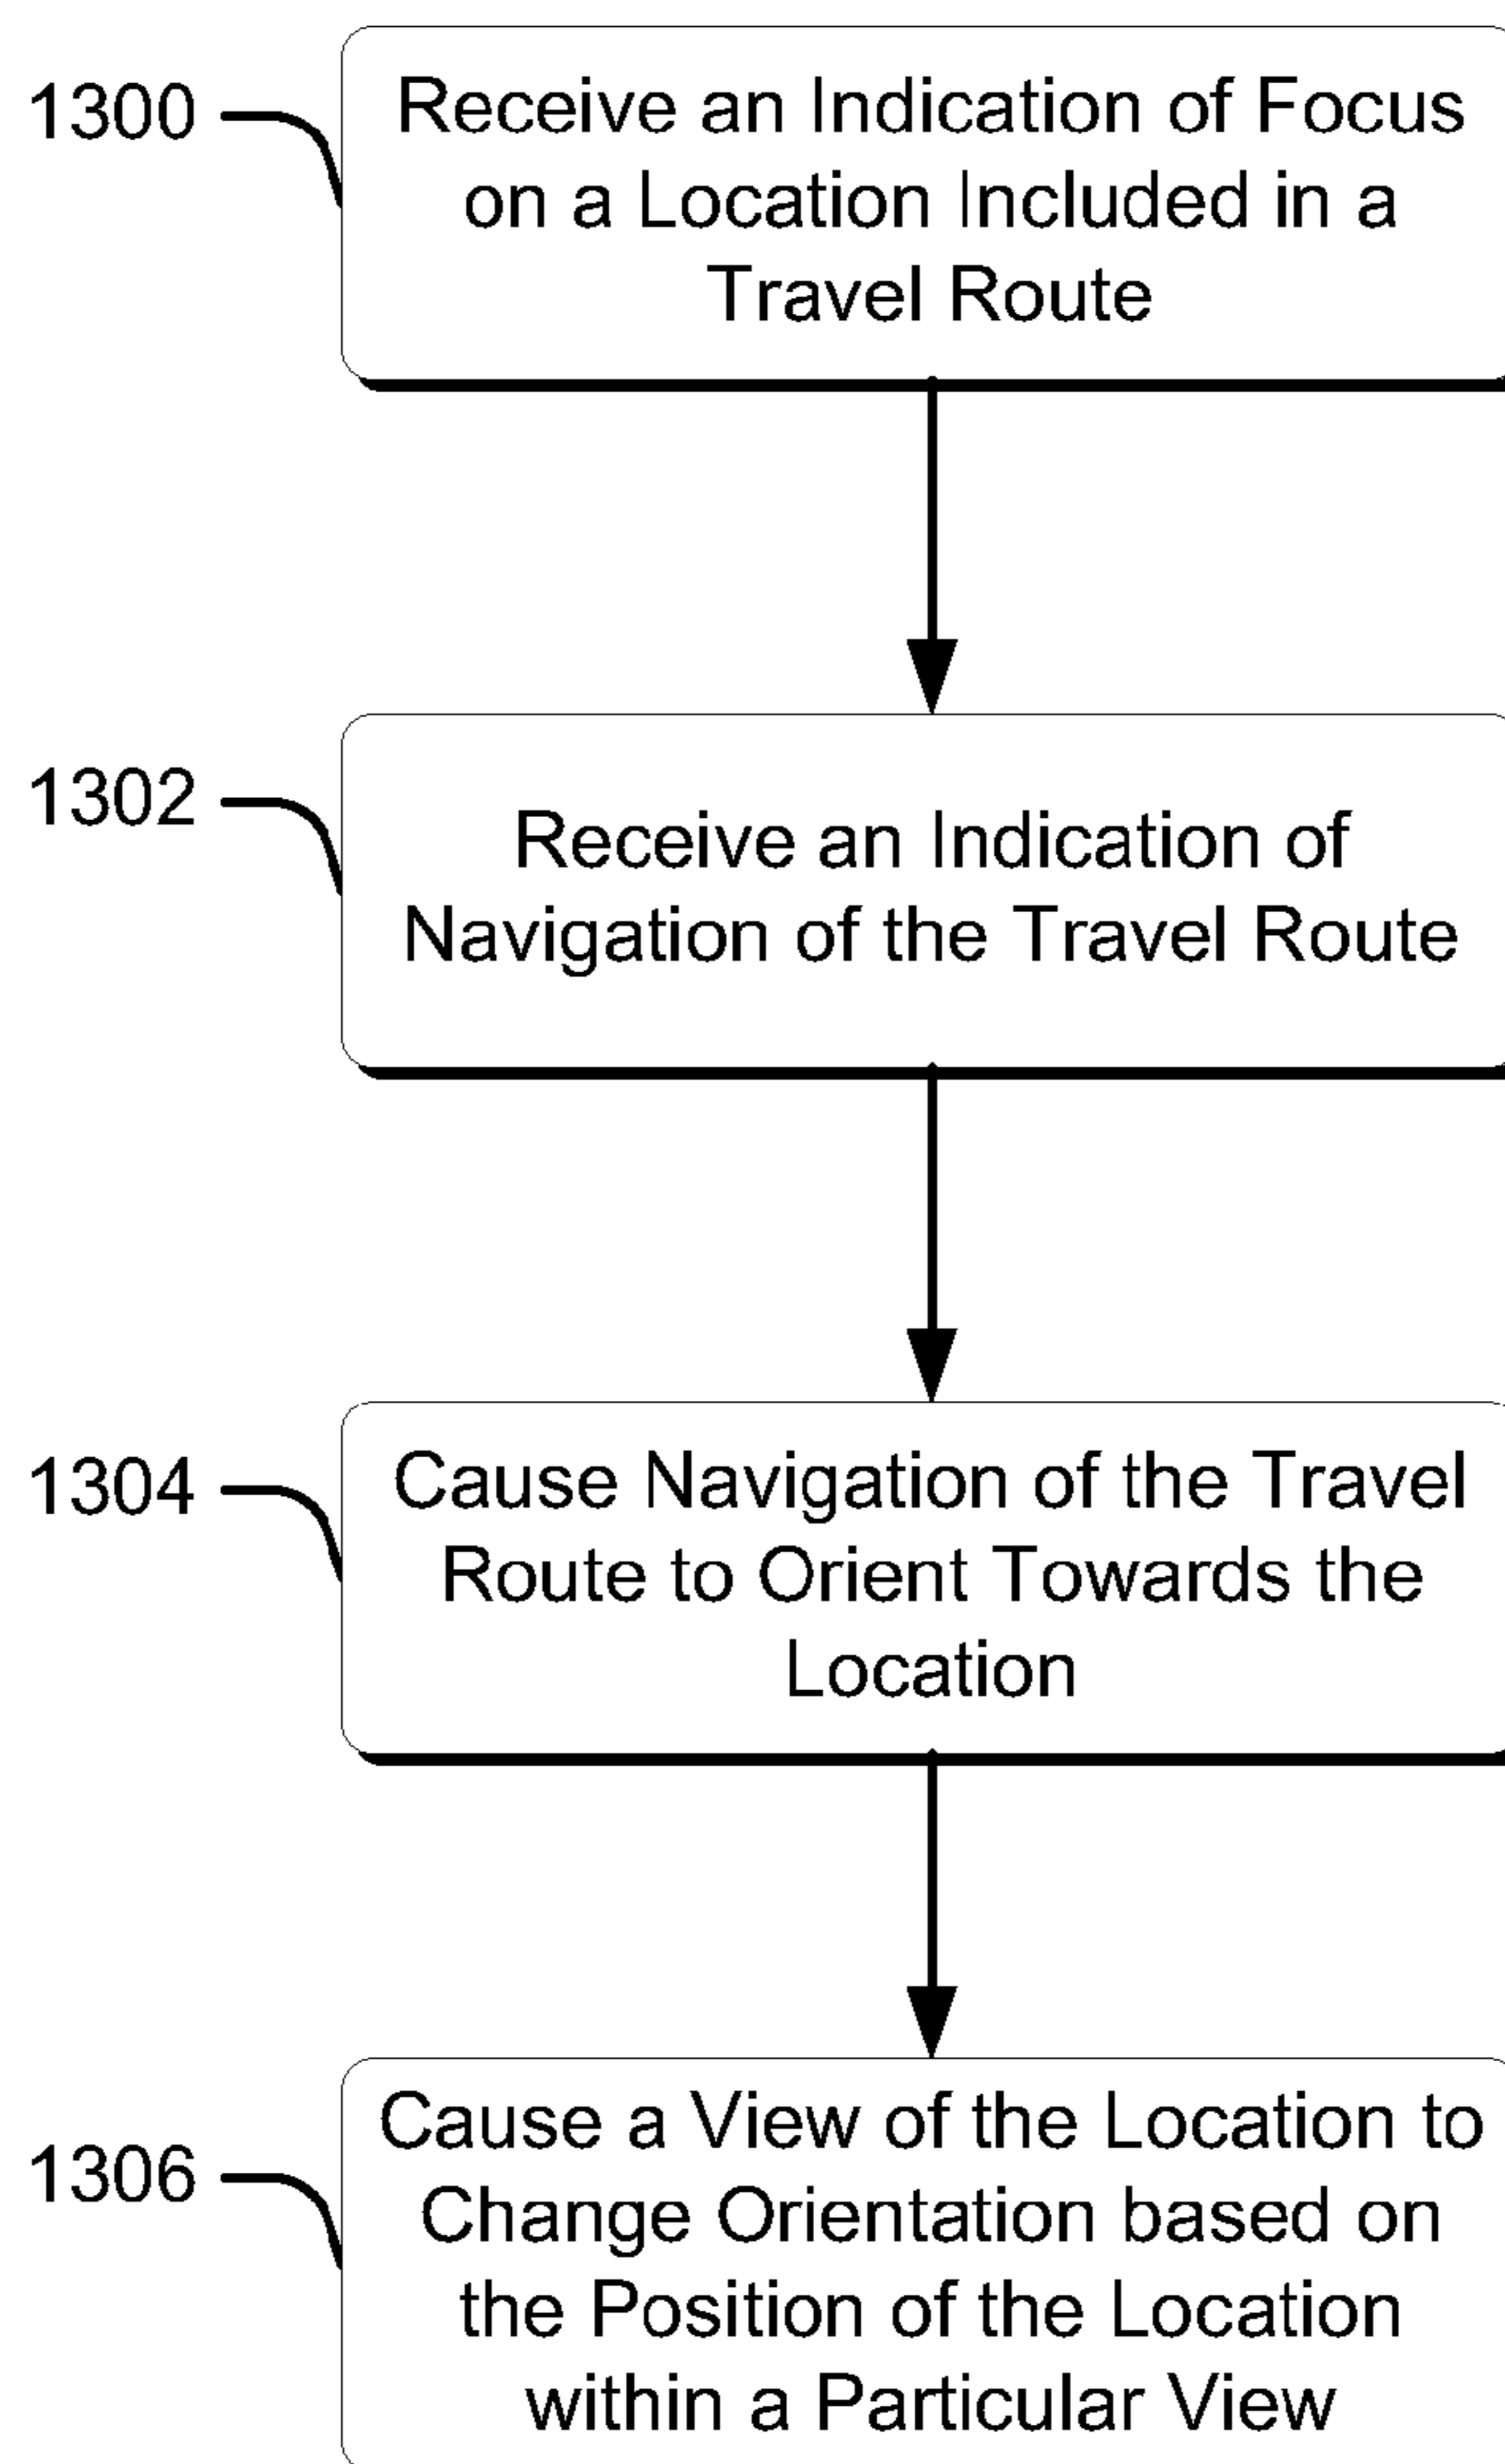 1300
Receive an Indication of Focus
on a Location Included in a
Travel Route
1302
Receive an Indication of
Navigation of the Travel Route
1304
Cause Navigation of the Travel
Route to Orient Towards the
Location
1306
Cause a View of the Location to
Change Orientation based on
the Position of the Location
within a Particular View